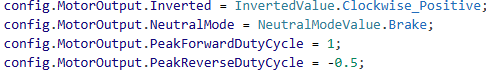 config.MotorOutput.Inverted = InvertedValue.Clockwise_Positive;
config.MotorOutput.NeutralMode = NeutralModeValue.Brake;
config.MotorOutput.PeakForwardDutyCycle = 1;
config.MotorOutput.PeakReverseDutyCycle = -0.5;